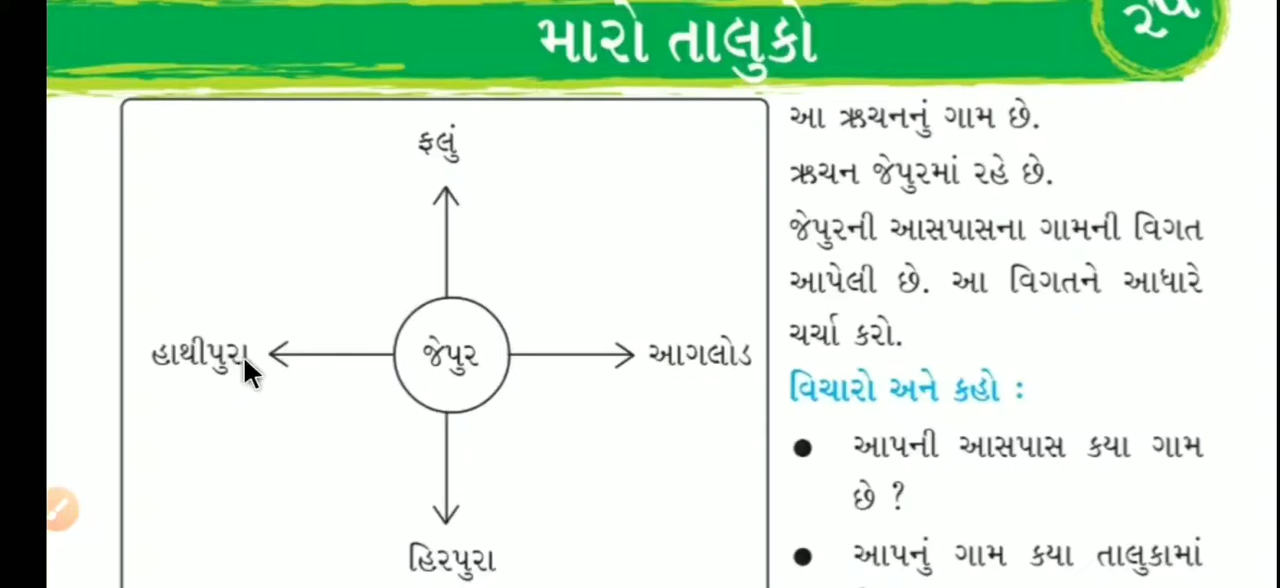 મારો તાલુકો
૨૫
ફલું
હાથીપુરા
જેપુર
આગલોડ
હિરપુરા
આ ઋચનનું ગામ છે.
ઋચન જેપુરમાં રહે છે.
જેપુરની આસપાસના ગામની વિગત
આપેલી છે. આ વિગતને આધારે
ચર્ચા કરો.
વિચારો અને કહો :
● આપની આસપાસ કયા ગામ
છે ?
● આપનું ગામ કયા તાલુકામાં